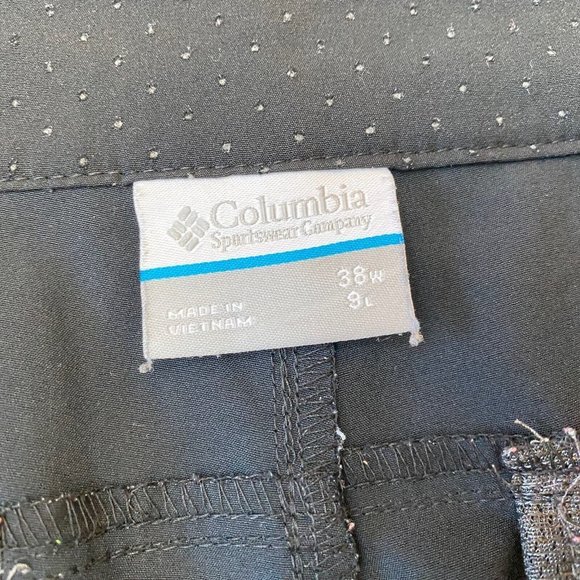 Columbia
Sportswear Company
38W
9L
MADE IN
VIETNAM